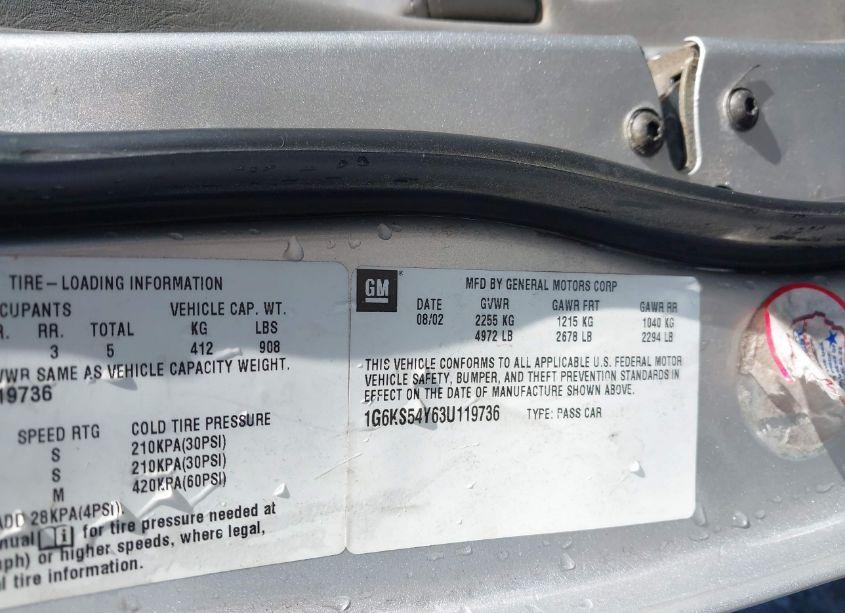 TIRE-LOADING INFORMATION
CUPANTS VEHICLE CAP. WT.
R. RR. TOTAL KG LBS
3 5 412 908
VWR SAME AS VEHICLE CAPACITY WEIGHT.
19736
SPEED RTG COLD TIRE PRESSURE
S 210KPA(30PSI)
S 210KPA(30PSI)
M 420KPA(60PSI)
ADD 28KPA(4PSI).
nual i for tire pressure needed at
ph) or higher speeds, where legal,
l tire information.
GM ®
MFD BY GENERAL MOTORS CORP
DATE GVWR GAWR FRT GAWR RR
08/02 2255 KG 1215 KG 1040 KG
4972 LB 2678 LB 2294 LB
THIS VEHICLE CONFORMS TO ALL APPLICABLE U.S. FEDERAL MOTOR
VEHICLE SAFETY, BUMPER, AND THEFT PREVENTION STANDARDS IN
EFFECT ON THE DATE OF MANUFACTURE SHOWN ABOVE.
1G6KS54Y63U119736 TYPE: PASS CAR